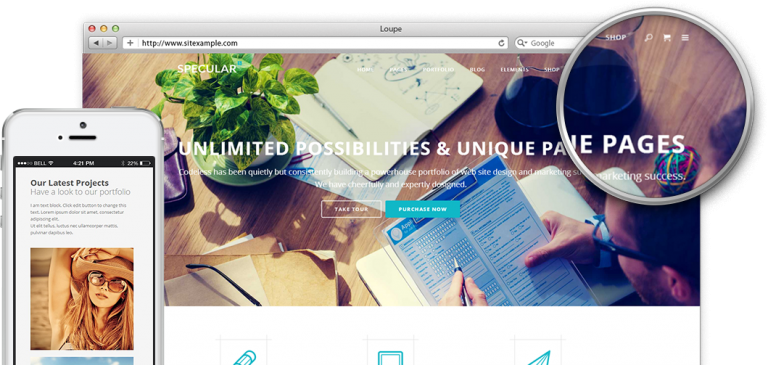 Loupe
http://www.sitexample.com
Google
SHOP
SPECULAR
HOME PAGES PORTFOLIO BLOG ELEMENTS SHOP
UNLIMITED POSSIBILITIES & UNIQUE PA
NE PAGES
Codeless has been quietly but consistently building a powerhouse portfolio of web site design and marketing suc
marketing success.
We have cheerfully and expertly designed.
TAKE TOUR
PURCHASE NOW
BELL 4:21 PM 22%
Our Latest Projects
Have a look to our portfolio
I am text block. Click edit button to change this
text. Lorem ipsum dolor sit amet, consectetur
adipiscing elit.
Ut elit tellus, luctus nec ullamcorper mattis,
pulvinar dapibus leo.